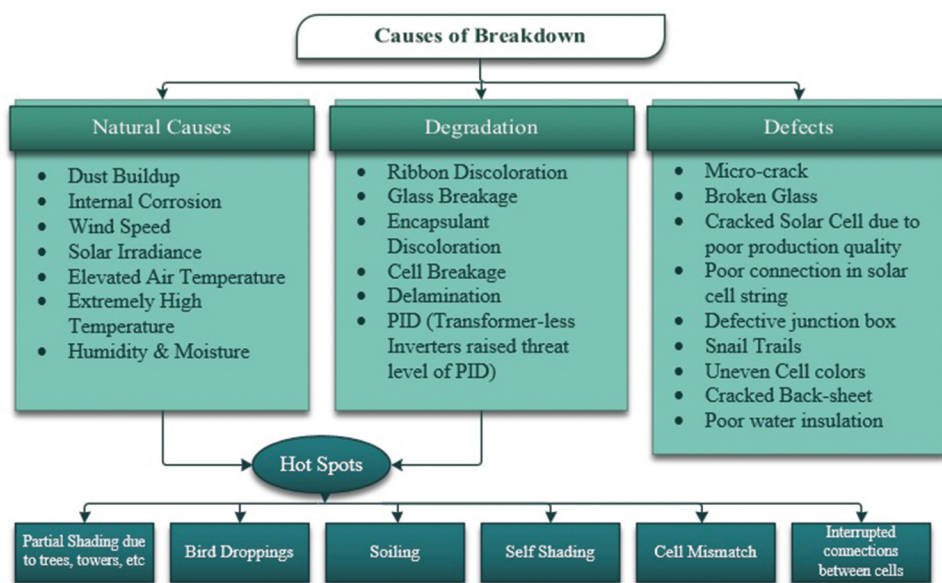 Causes of Breakdown
Natural Causes
Dust Buildup
Internal Corrosion
Wind Speed
Solar Irradiance
Elevated Air Temperature
Extremely High
Temperature
Humidity & Moisture
Degradation
Ribbon Discoloration
Glass Breakage
Encapsulant
Discoloration
Cell Breakage
Delamination
PID (Transformer-less
Inverters raised threat
level of PID)
Defects
Micro-crack
Broken Glass
Cracked Solar Cell due to
poor production quality
Poor connection in solar
cell string
Defective junction box
Snail Trails
Uneven Cell colors
Cracked Back-sheet
Poor water insulation
Hot Spots
Partial Shading due
to trees, towers, etc
Bird Droppings
Soiling
Self Shading
Cell Mismatch
Interrupted
connections
between cells